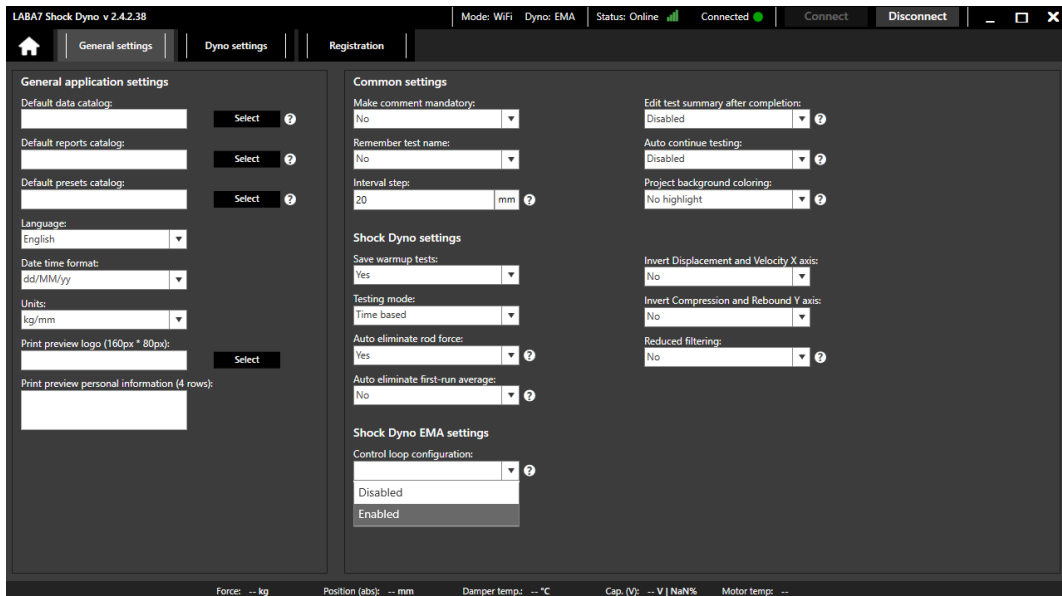 LABA7 Shock Dyno v 2.4.2.38
Mode: WiFi Dyno: EMA Status: Online Connected Connect Disconnect
General settings Dyno settings Registration
General application settings
Default data catalog:
Select ?
Default reports catalog:
Select ?
Default presets catalog:
Select ?
Language:
English
Date time format:
dd/MM/yy
Units:
kg/mm
Print preview logo (160px * 80px):
Select
Print preview personal information (4 rows):
Common settings
Make comment mandatory:
No
Remember test name:
No
Interval step:
20 mm ?
Edit test summary after completion:
Disabled ?
Auto continue testing:
Disabled ?
Project background coloring:
No highlight ?
Shock Dyno settings
Save warmup tests:
Yes
Testing mode:
Time based
Auto eliminate rod force:
Yes ?
Auto eliminate first-run average:
No ?
Invert Displacement and Velocity X axis:
No
Invert Compression and Rebound Y axis:
No
Reduced filtering:
No ?
Shock Dyno EMA settings
Control loop configuration:
?
Disabled
Enabled
Force: -- kg Position (abs): -- mm Damper temp.: -- °C Cap. (V): -- V | NaN% Motor temp: --